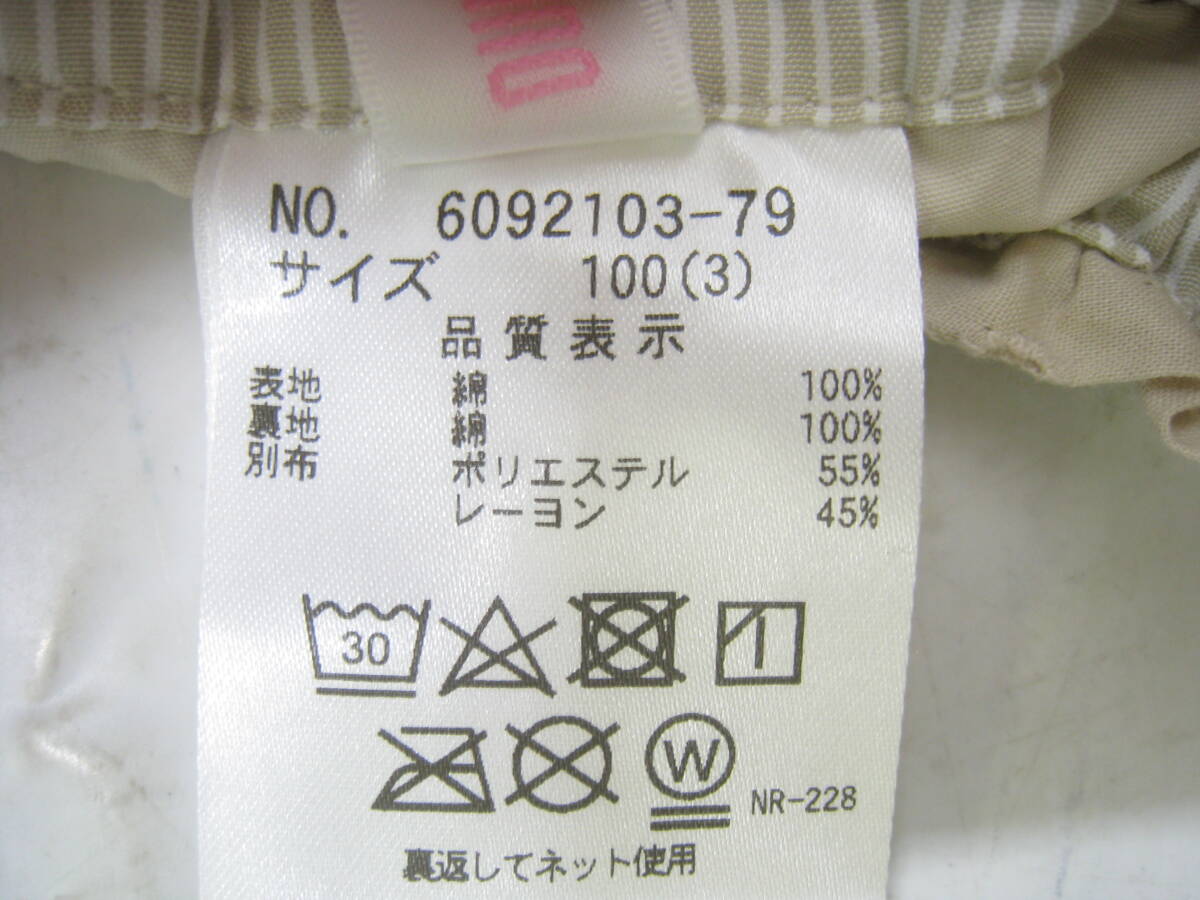 NO. 6092103-79
サイズ 100(3)
品質表示
表地 綿 100%
裏地 綿 100%
別布 ポリエステル 55%
レーヨン 45%
30
W
NR-228
裏返してネット使用